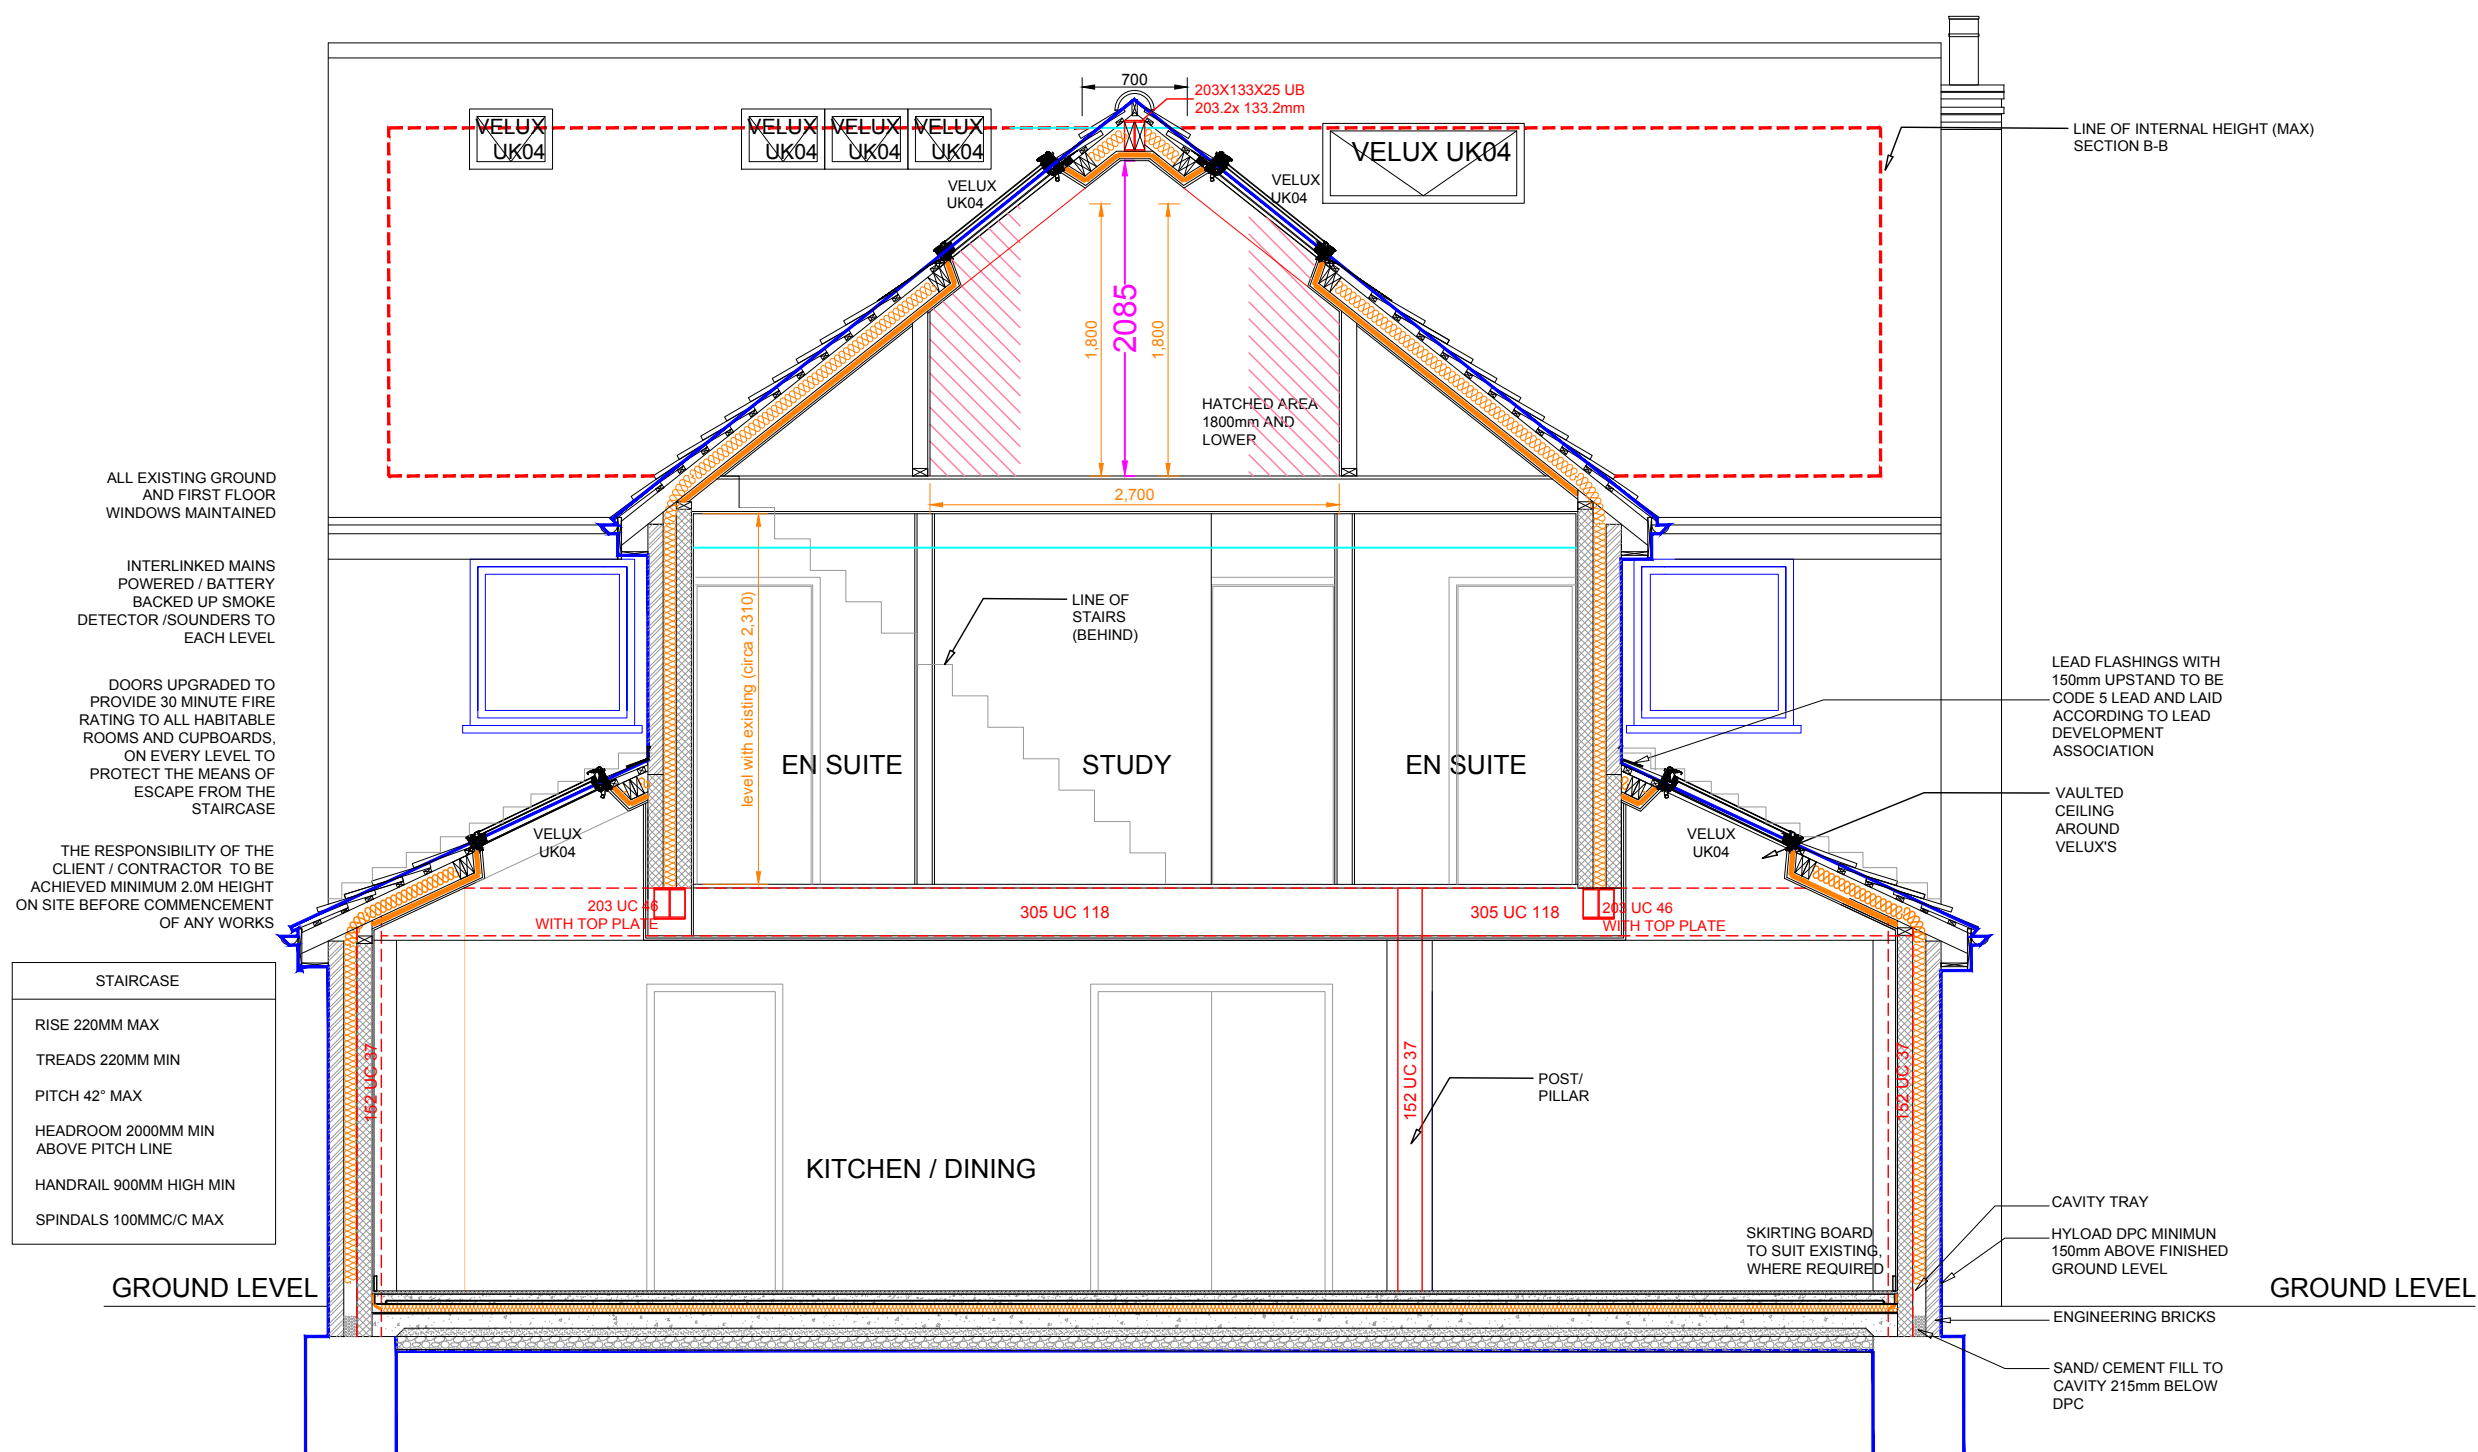 700
203X133X25 UB
203.2x 133.2mm
VELUX
UK04
VELUX
UK04
VELUX
UK04
VELUX
UK04
VELUX UK04
LINE OF INTERNAL HEIGHT (MAX)
SECTION B-B
VELUX
UK04
VELUX
UK04
1,800
2085
1,800
HATCHED AREA
1800mm AND
LOWER
2,700
ALL EXISTING GROUND
AND FIRST FLOOR
WINDOWS MAINTAINED
INTERLINKED MAINS
POWERED / BATTERY
BACKED UP SMOKE
DETECTOR /SOUNDERS TO
EACH LEVEL
DOORS UPGRADED TO
PROVIDE 30 MINUTE FIRE
RATING TO ALL HABITABLE
ROOMS AND CUPBOARDS,
ON EVERY LEVEL TO
PROTECT THE MEANS OF
ESCAPE FROM THE
STAIRCASE
THE RESPONSIBILITY OF THE
CLIENT / CONTRACTOR TO BE
ACHIEVED MINIMUM 2.0M HEIGHT
ON SITE BEFORE COMMENCEMENT
OF ANY WORKS
level with existing (circa 2,310)
LINE OF
STAIRS
(BEHIND)
EN SUITE
STUDY
EN SUITE
LEAD FLASHINGS WITH
150mm UPSTAND TO BE
CODE 5 LEAD AND LAID
ACCORDING TO LEAD
DEVELOPMENT
ASSOCIATION
VAULTED
CEILING
AROUND
VELUX'S
VELUX
UK04
VELUX
UK04
203 UC 46
WITH TOP PLATE
305 UC 118
305 UC 118
203 UC 46
WITH TOP PLATE
STAIRCASE
RISE 220MM MAX
TREADS 220MM MIN
PITCH 42° MAX
HEADROOM 2000MM MIN
ABOVE PITCH LINE
HANDRAIL 900MM HIGH MIN
SPINDALS 100MMC/C MAX
152 UC 37
152 UC 37
152 UC 37
POST/
PILLAR
KITCHEN / DINING
SKIRTING BOARD
TO SUIT EXISTING,
WHERE REQUIRED
CAVITY TRAY
HYLOAD DPC MINIMUN
150mm ABOVE FINISHED
GROUND LEVEL
GROUND LEVEL
GROUND LEVEL
ENGINEERING BRICKS
SAND/ CEMENT FILL TO
CAVITY 215mm BELOW
DPC